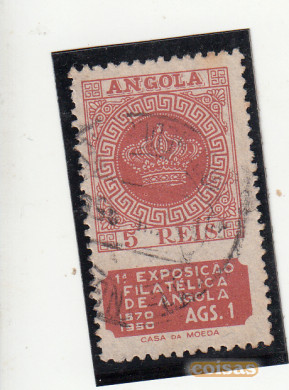 ANGOLA
5 REIS
1ª EXPOSIÇÃO
FILATÉLICA
DE ANGOLA
1870
1950 AGS. 1
CASA DA MOEDA
coisas